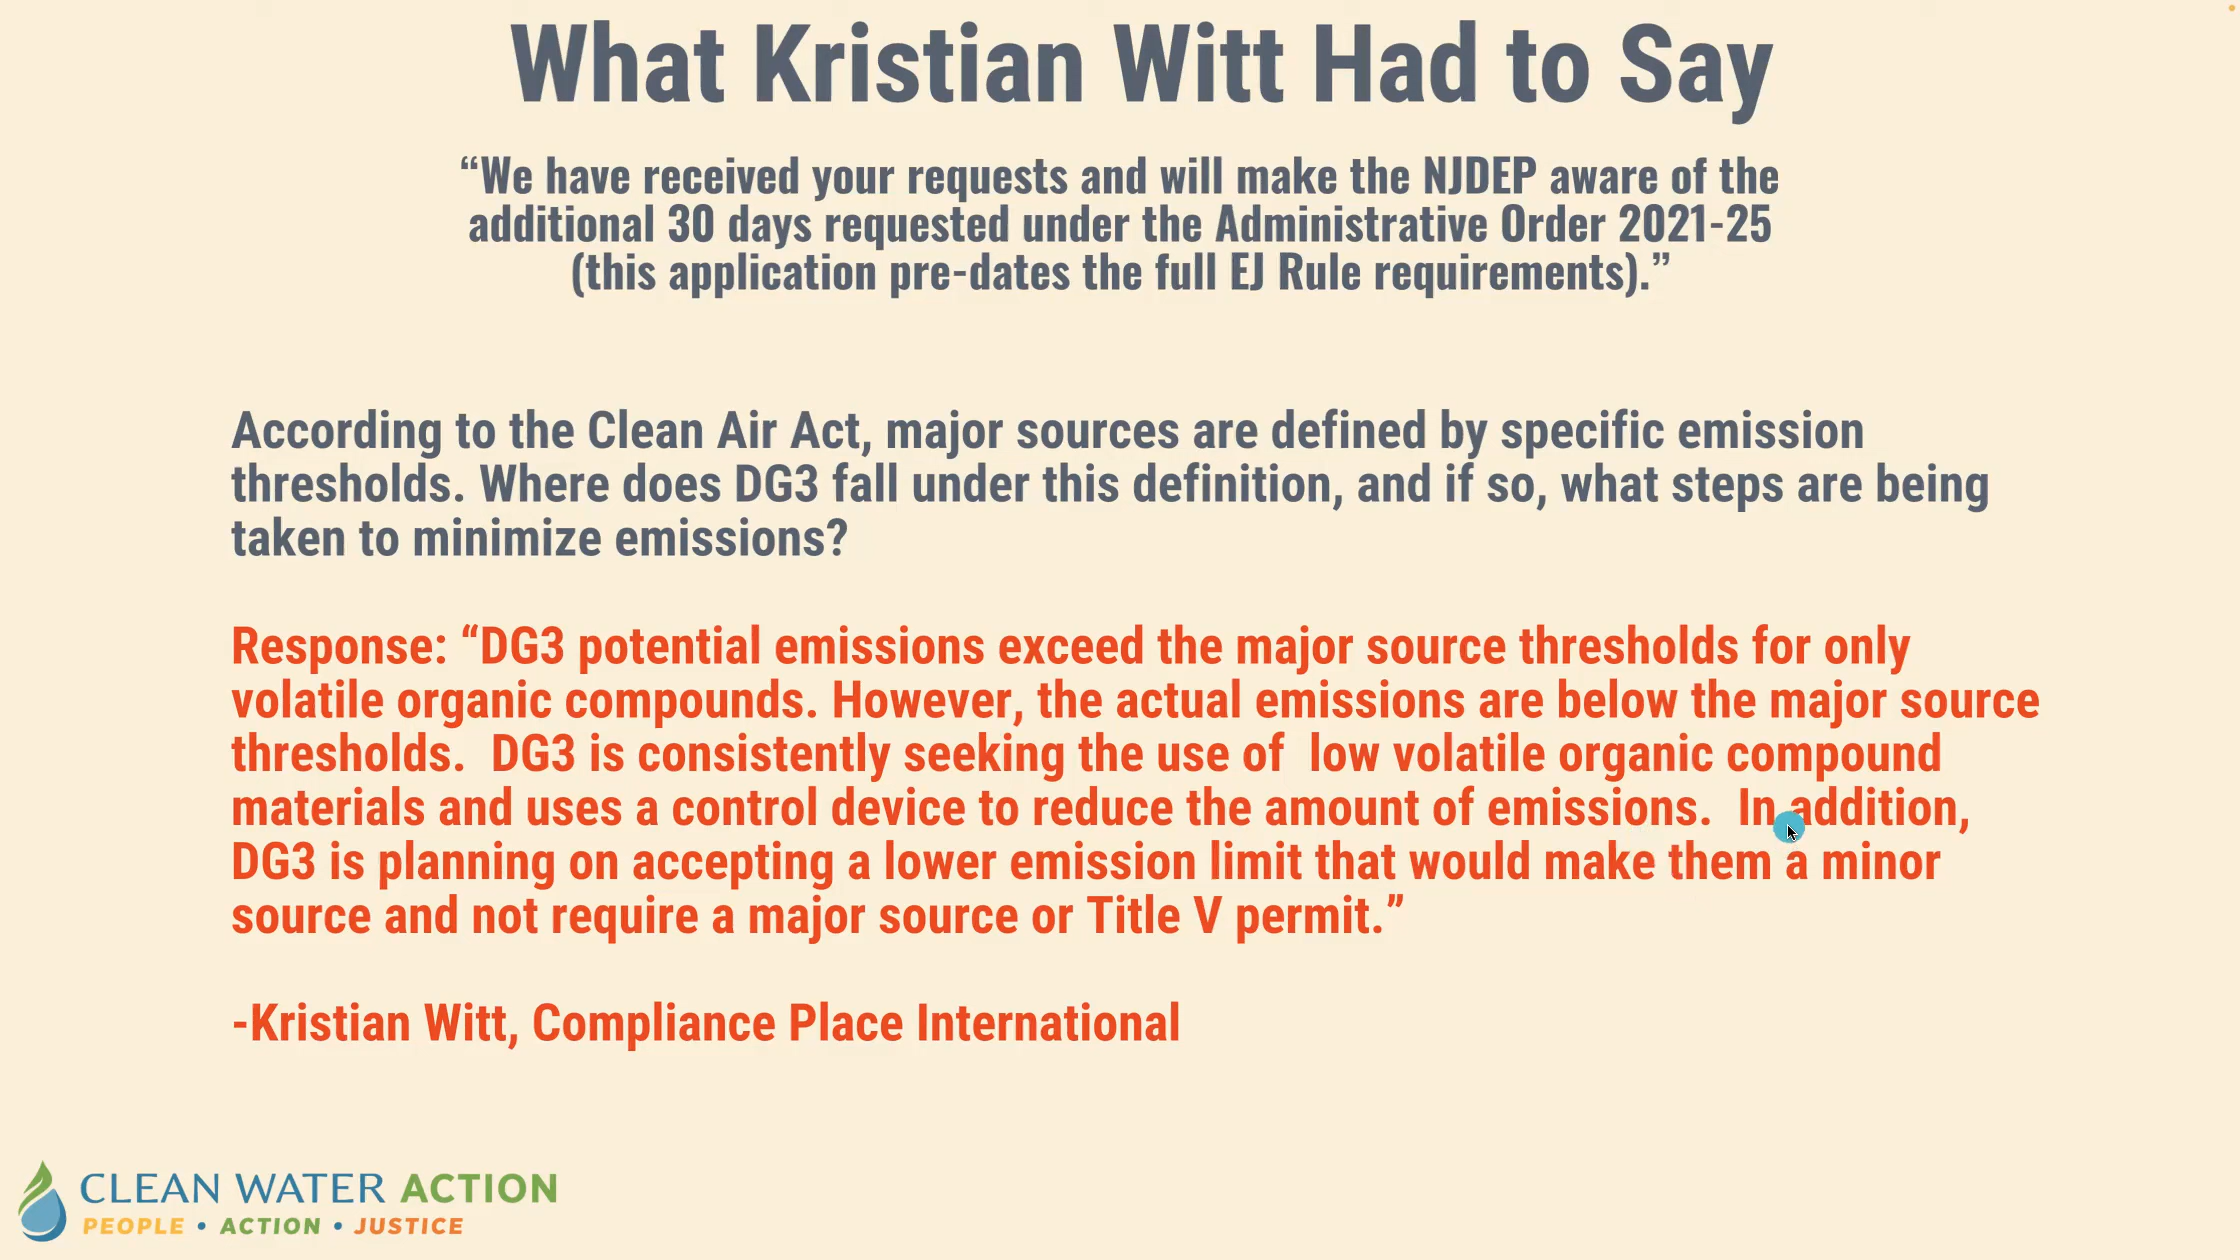 What Kristian Witt Had to Say
“We have received your requests and will make the NJDEP aware of the
additional 30 days requested under the Administrative Order 2021-25
(this application pre-dates the full EJ Rule requirements).”
According to the Clean Air Act, major sources are defined by specific emission
thresholds. Where does DG3 fall under this definition, and if so, what steps are being
taken to minimize emissions?
Response: “DG3 potential emissions exceed the major source thresholds for only
volatile organic compounds. However, the actual emissions are below the major source
thresholds.  DG3 is consistently seeking the use of  low volatile organic compound
materials and uses a control device to reduce the amount of emissions.  In addition,
DG3 is planning on accepting a lower emission limit that would make them a minor
source and not require a major source or Title V permit.”
-Kristian Witt, Compliance Place International
CLEAN WATER ACTION
PEOPLE • ACTION • JUSTICE